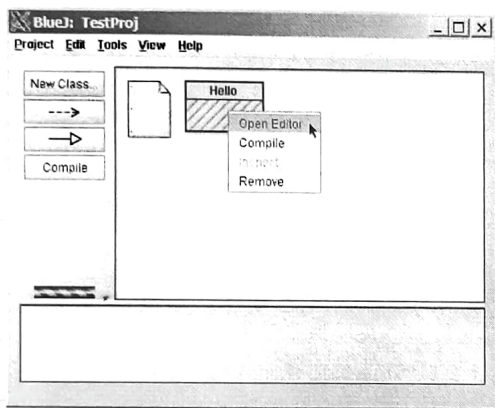 BlueJ: TestProj
Project Edit Tools View Help
New Class...
Compile
Hello
Open Editor
Compile
Inspect
Remove